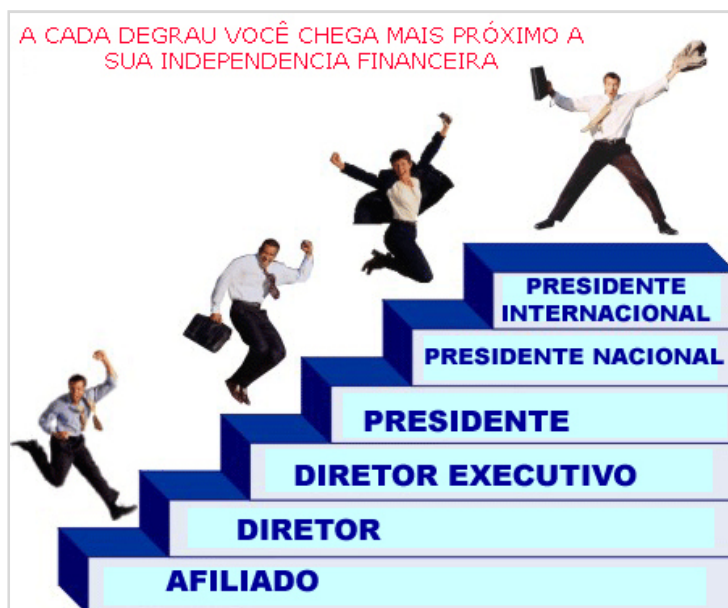 A CADA DEGRAU VOCÊ CHEGA MAIS PRÓXIMO A
SUA INDEPENDENCIA FINANCEIRA
PRESIDENTE
INTERNACIONAL
PRESIDENTE NACIONAL
PRESIDENTE
DIRETOR EXECUTIVO
DIRETOR
AFILIADO